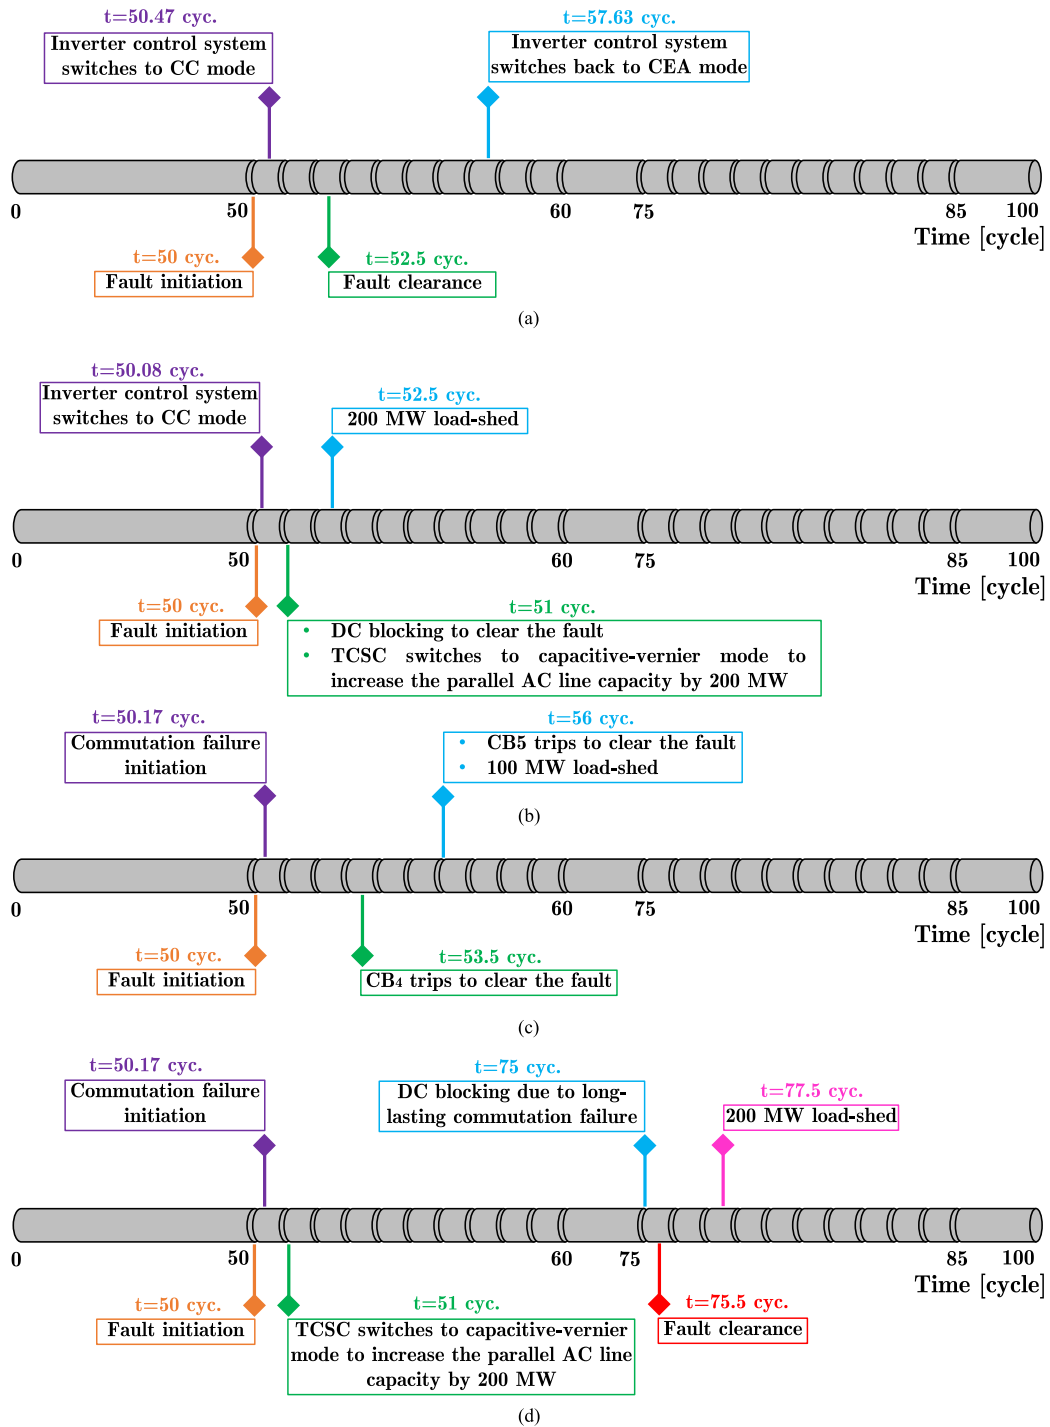 t=50.47 cyc.
Inverter control system
switches to CC mode
t=57.63 cyc.
Inverter control system
switches back to CEA mode
0
50
60
75
85
100
Time [cycle]
t=50 cyc.
Fault initiation
t=52.5 cyc.
Fault clearance
(a)
t=50.08 cyc.
Inverter control system
switches to CC mode
t=52.5 cyc.
200 MW load-shed
0
50
60
75
85
100
Time [cycle]
t=50 cyc.
Fault initiation
t=51 cyc.
• DC blocking to clear the fault
• TCSC switches to capacitive-vernier mode to
increase the parallel AC line capacity by 200 MW
t=50.17 cyc.
Commutation failure
initiation
t=56 cyc.
• CB5 trips to clear the fault
• 100 MW load-shed
(b)
0
50
60
75
85
100
Time [cycle]
t=50 cyc.
Fault initiation
t=53.5 cyc.
CB₄ trips to clear the fault
(c)
t=50.17 cyc.
Commutation failure
initiation
t=75 cyc.
DC blocking due to long-
lasting commutation failure
t=77.5 cyc.
200 MW load-shed
0
50
60
75
85
100
Time [cycle]
t=50 cyc.
Fault initiation
t=51 cyc.
TCSC switches to capacitive-vernier
mode to increase the parallel AC line
capacity by 200 MW
t=75.5 cyc.
Fault clearance
(d)